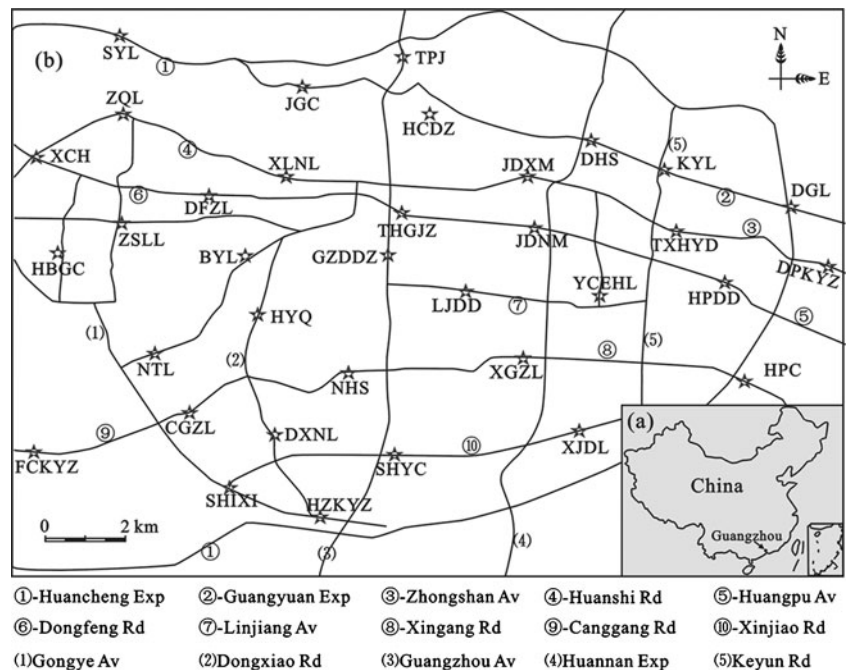 (b)
N
E
SYL
①
TPJ
JGC
ZQL
HCDZ
④
DHS
(5)
KYL
XCH
XLNL
JDXM
②
DGL
⑥
DFZL
THGJZ
③
ZSLL
JDNM
TXHYD
HBGC
BYL
GZDDZ
DPKYZ
YCEHL
HPDD
LJDD
⑦
⑤
HYQ
(1)
(2)
(5)
NTL
⑧
NHS
XGZL
HPC
CGZL
⑨
DXNL
⑩
XJDL
FCKYZ
SHYC
SHIXI
HZKYZ
0 2 km
①
(3)
(4)
(a)
China
Guangzhou
①-Huancheng Exp ②-Guangyuan Exp ③-Zhongshan Av ④-Huanshi Rd ⑤-Huangpu Av
⑥-Dongfeng Rd ⑦-Linjiang Av ⑧-Xingang Rd ⑨-Canggang Rd ⑩-Xinjiao Rd
(1)Gongye Av (2)Dongxiao Rd (3)Guangzhou Av (4)Huannan Exp (5)Keyun Rd